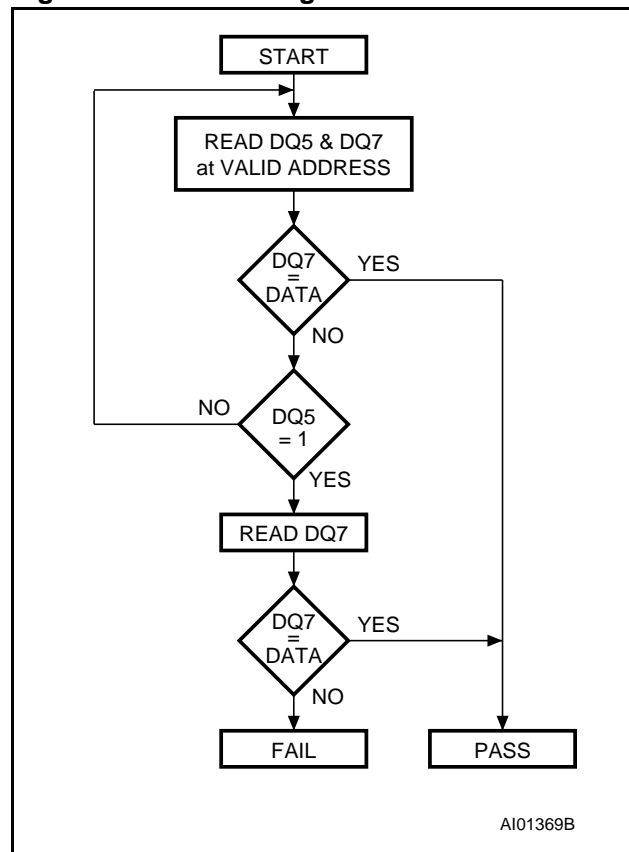 START
READ DQ5 & DQ7
at VALID ADDRESS
DQ7
=
DATA
YES
NO
NO
DQ5
= 1
YES
READ DQ7
DQ7
=
DATA
YES
NO
FAIL
PASS
AI01369B